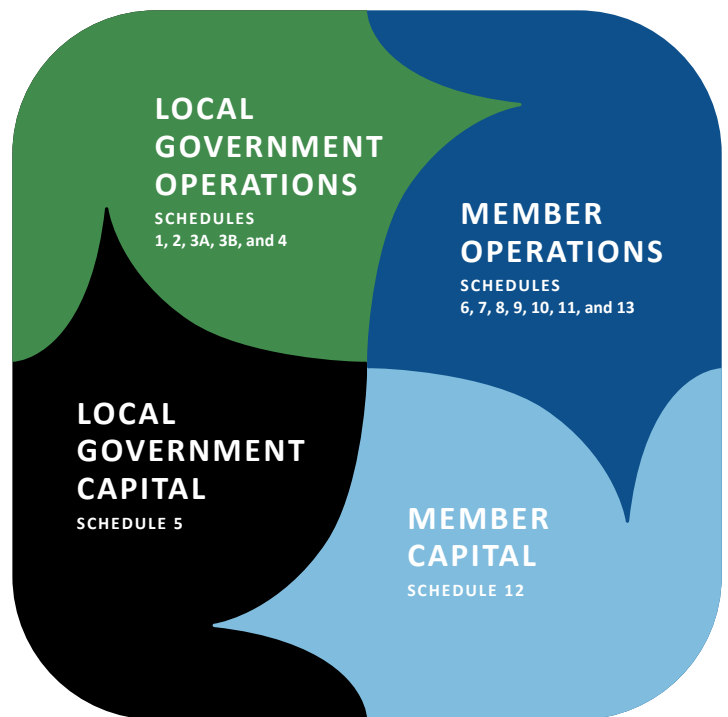 LOCAL
GOVERNMENT
OPERATIONS
SCHEDULES
1, 2, 3A, 3B, and 4
MEMBER
OPERATIONS
SCHEDULES
6, 7, 8, 9, 10, 11, and 13
LOCAL
GOVERNMENT
CAPITAL
SCHEDULE 5
MEMBER
CAPITAL
SCHEDULE 12